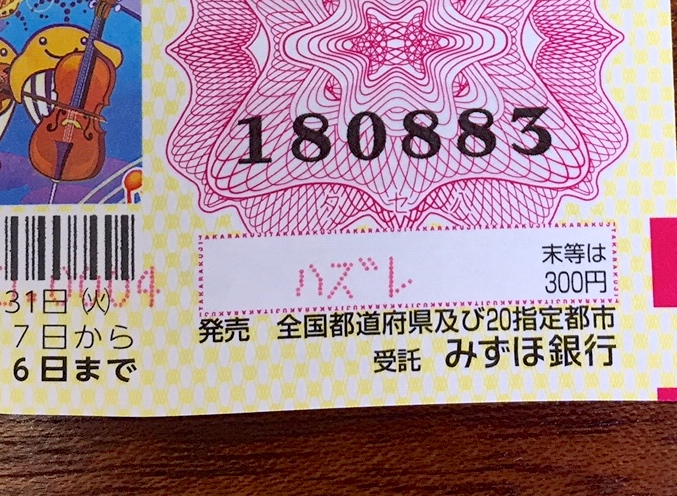 180883
末等は
300円
ハズレ
31日(火)
7日から
6日まで
発売 全国都道府県及び20指定都市
受託 みずほ銀行